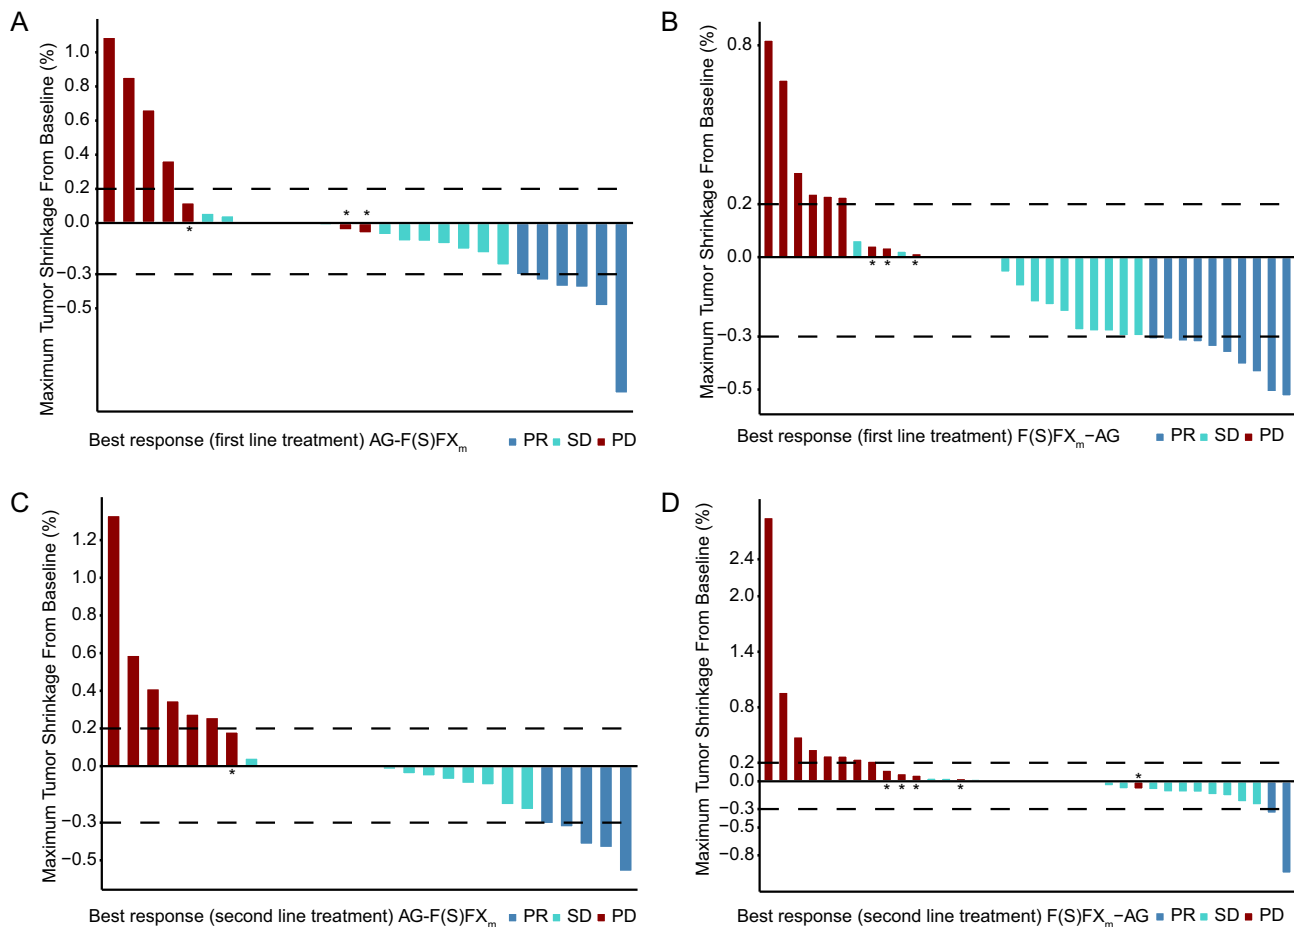 A
Maximum Tumor Shrinkage From Baseline (%)
1.0
0.8
0.6
0.4
0.2
0.0
−0.3
−0.5
*
* *
Best response (first line treatment) AG-F(S)FXm PR SD PD
B
Maximum Tumor Shrinkage From Baseline (%)
0.8
0.2
0.0
−0.3
−0.5
* * *
Best response (first line treatment) F(S)FXm−AG PR SD PD
C
Maximum Tumor Shrinkage From Baseline (%)
1.2
1.0
0.8
0.6
0.4
0.2
0.0
−0.3
−0.5
*
Best response (second line treatment) AG-F(S)FXm PR SD PD
D
Maximum Tumor Shrinkage From Baseline (%)
2.4
2.0
1.4
0.8
0.2
0.0
−0.3
−0.5
−0.8
* * * *
*
Best response (second line treatment) F(S)FXm−AG PR SD PD